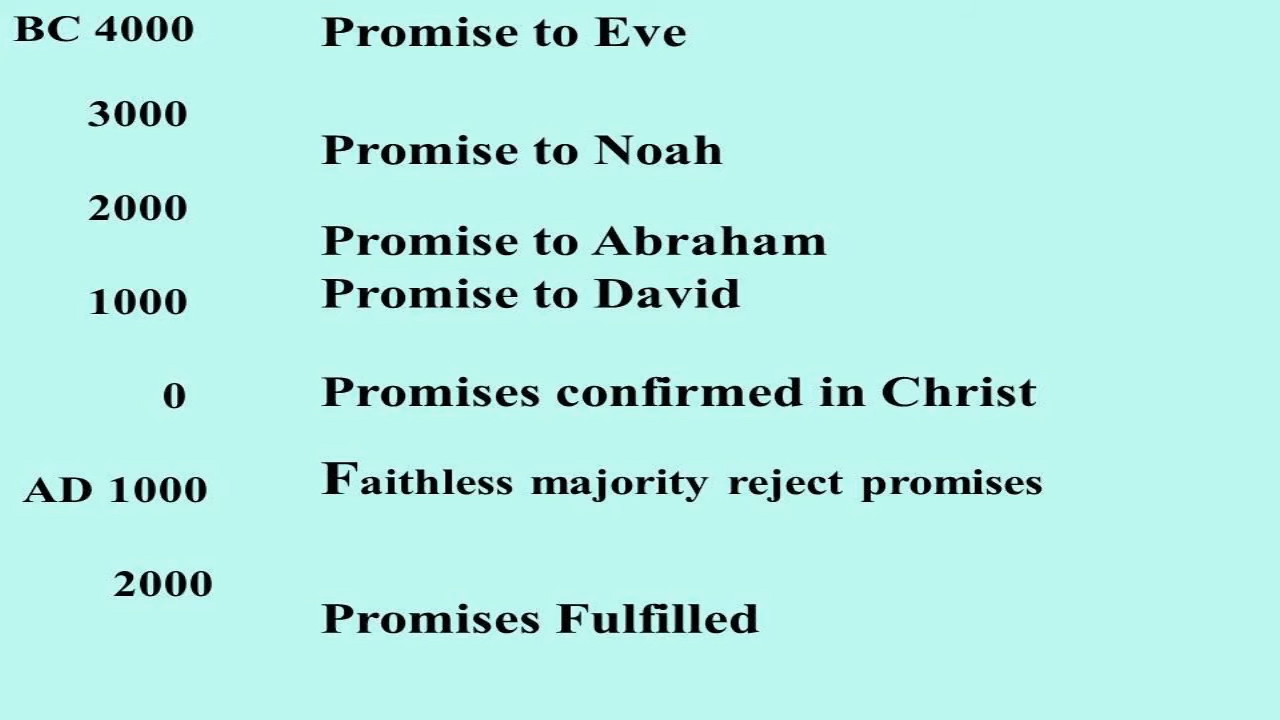 BC 4000 Promise to Eve
3000
Promise to Noah
2000
Promise to Abraham
Promise to David
1000
0 Promises confirmed in Christ
AD 1000 Faithless majority reject promises
2000
Promises Fulfilled